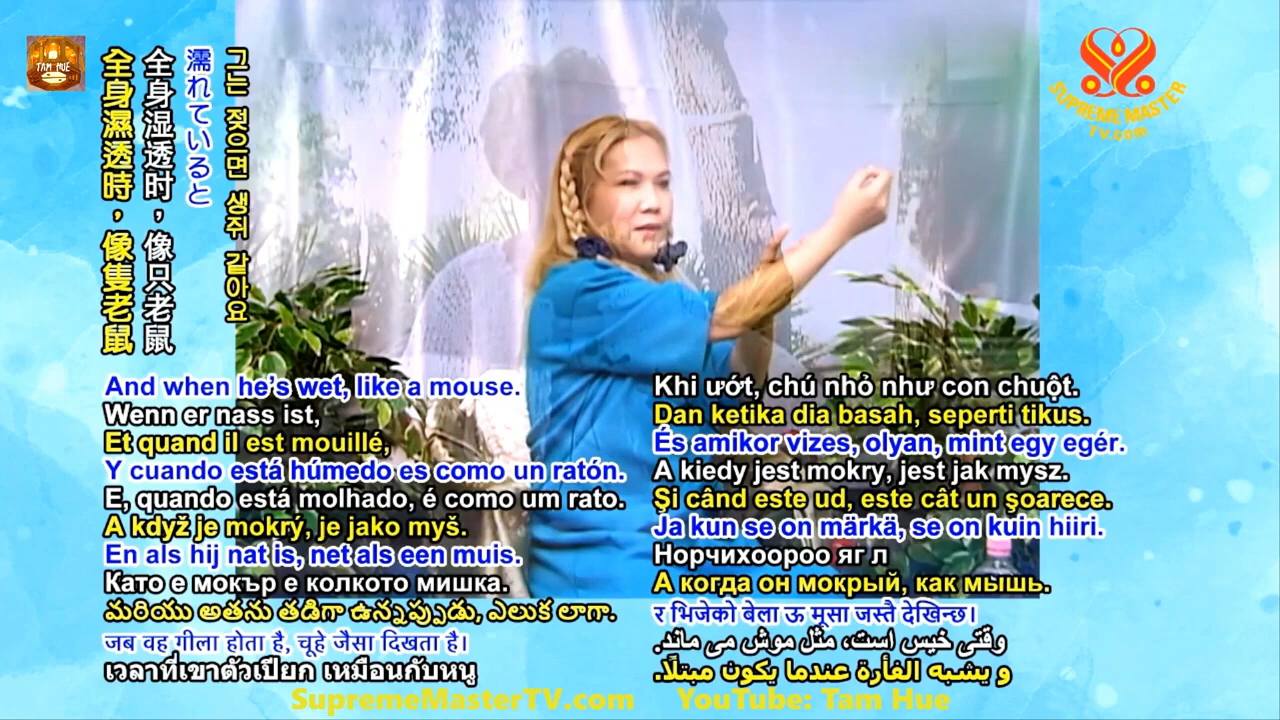 TAM HUE
SUPREME MASTER
TV.com
그는 젖으면 생쥐 같아요
濡れていると
全身湿透时，像只老鼠
全身濕透時，像隻老鼠
And when he's wet, like a mouse.
Wenn er nass ist,
Et quand il est mouillé,
Y cuando está húmedo es como un ratón.
E, quando está molhado, é como um rato.
A když je mokrý, je jako myš.
En als hij nat is, net als een muis.
Като е мокър е колкото мишка.
మరియు అతను తడిగా ఉన్నప్పుడు, ఎలుక లాగా.
जब वह गीला होता है, चूहे जैसा दिखता है।
เวลาที่เขาตัวเปียก เหมือนกับหนู
Khi ướt, chú nhỏ như con chuột.
Dan ketika dia basah, seperti tikus.
És amikor vizes, olyan, mint egy egér.
A kiedy jest mokry, jest jak mysz.
Și când este ud, este cât un șoarece.
Ja kun se on märkä, se on kuin hiiri.
Норчихоороо яг л
А когда он мокрый, как мышь.
र भिजेको बेला ऊ मूसा जस्तै देखिन्छ।
وقتی خیس است، مثل موش می ماند.
و يشبه الفأرة عندما يكون مبتلًا.
SupremeMasterTV.com
YouTube: Tam Hue